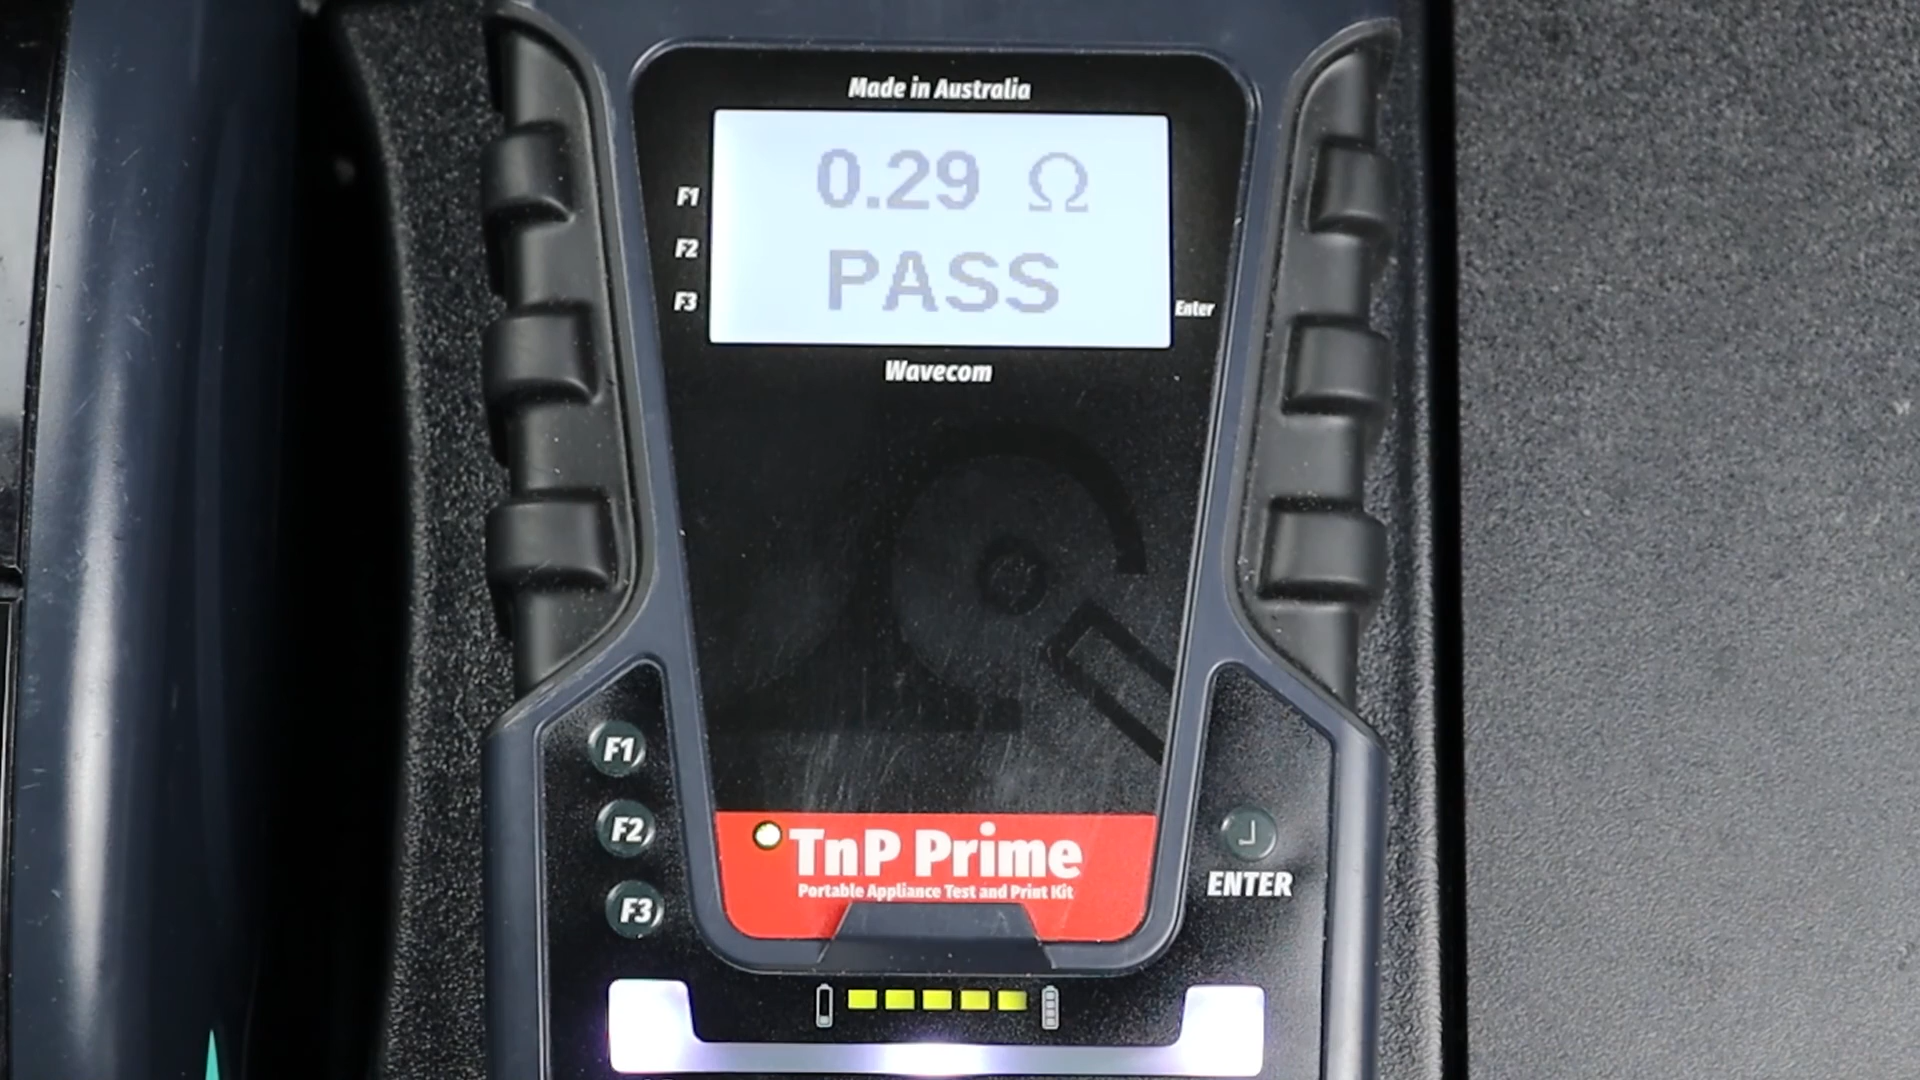 Made in Australia
0.29 Ω
PASS
F1
F2
F3
Enter
Wavecom
F1
F2
F3
TnP Prime
Portable Appliance Test and Print Kit
ENTER